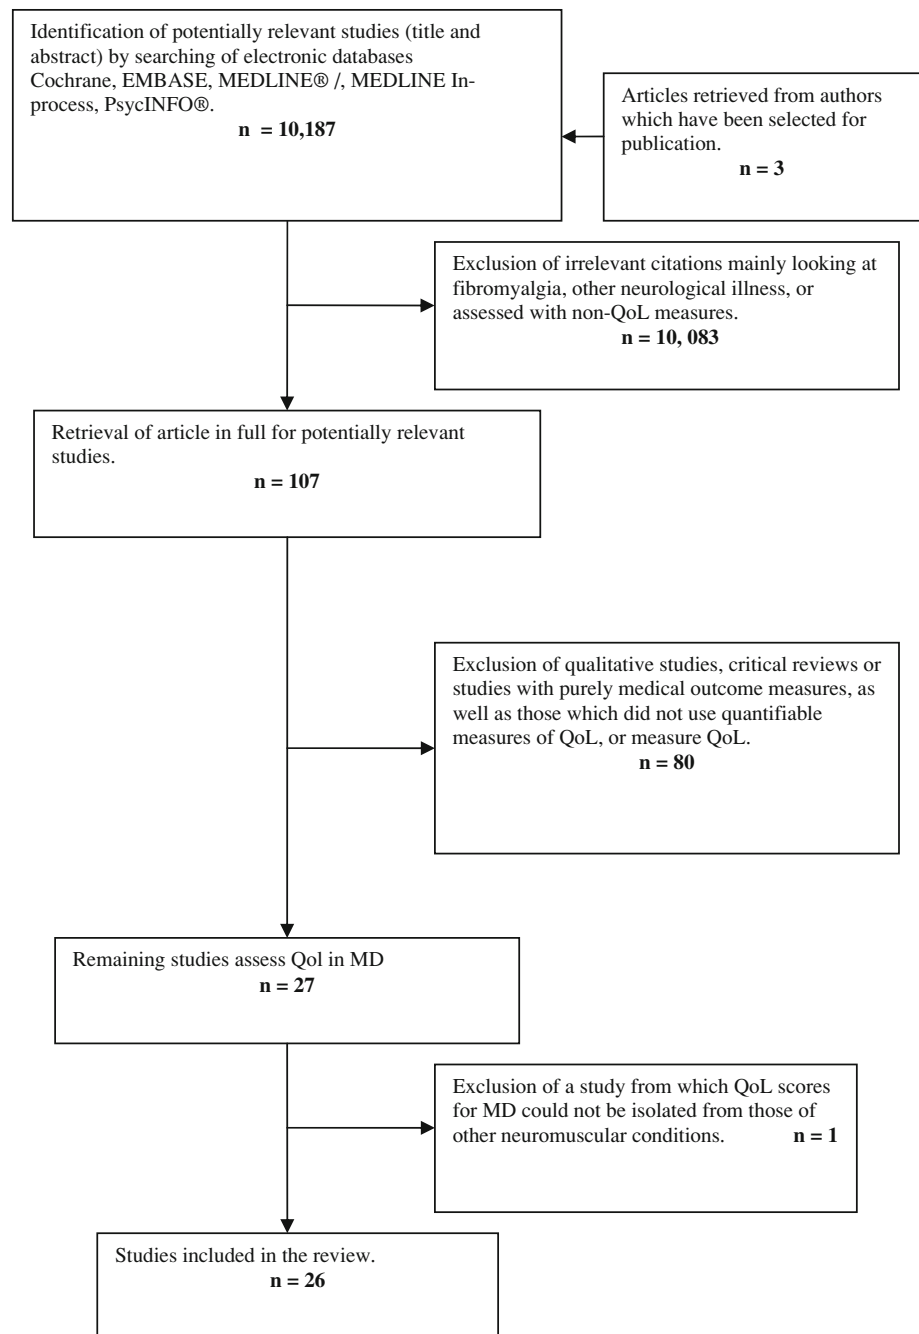 Identification of potentially relevant studies (title and
abstract) by searching of electronic databases
Cochrane, EMBASE, MEDLINE® /, MEDLINE In-
process, PsycINFO®.
n = 10,187
Articles retrieved from authors
which have been selected for
publication.
n = 3
Exclusion of irrelevant citations mainly looking at
fibromyalgia, other neurological illness, or
assessed with non-QoL measures.
n = 10, 083
Retrieval of article in full for potentially relevant
studies.
n = 107
Exclusion of qualitative studies, critical reviews or
studies with purely medical outcome measures, as
well as those which did not use quantifiable
measures of QoL, or measure QoL.
n = 80
Remaining studies assess Qol in MD
n = 27
Exclusion of a study from which QoL scores
for MD could not be isolated from those of
other neuromuscular conditions. n = 1
Studies included in the review.
n = 26